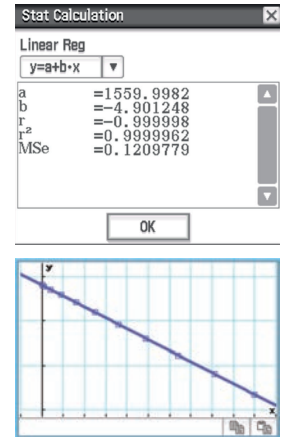 Stat Calculation
Linear Reg
y=a+b•x
a =1559.9982
b =-4.901248
r =-0.999998
r² =0.9999962
MSe =0.1209779
OK
y
x